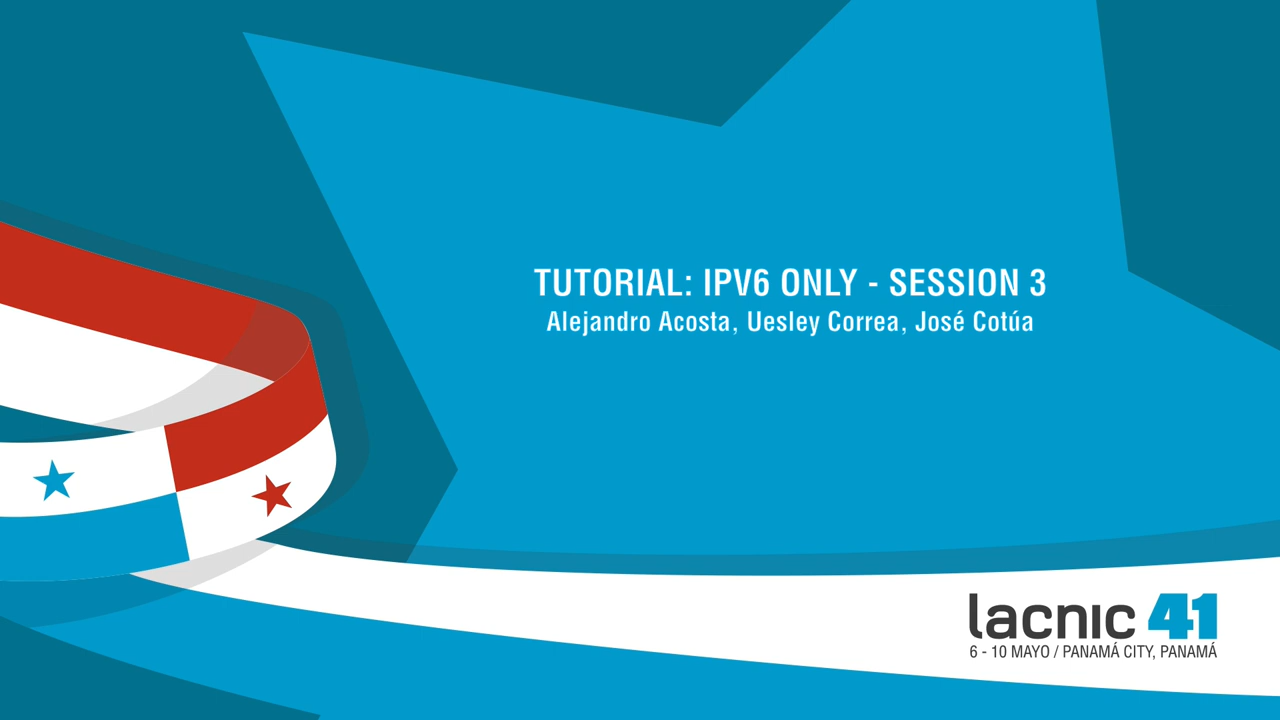 TUTORIAL: IPV6 ONLY - SESSION 3
Alejandro Acosta, Uesley Correa, José Cotúa
lacnic 41
6 - 10 MAYO / PANAMÁ CITY, PANAMÁ